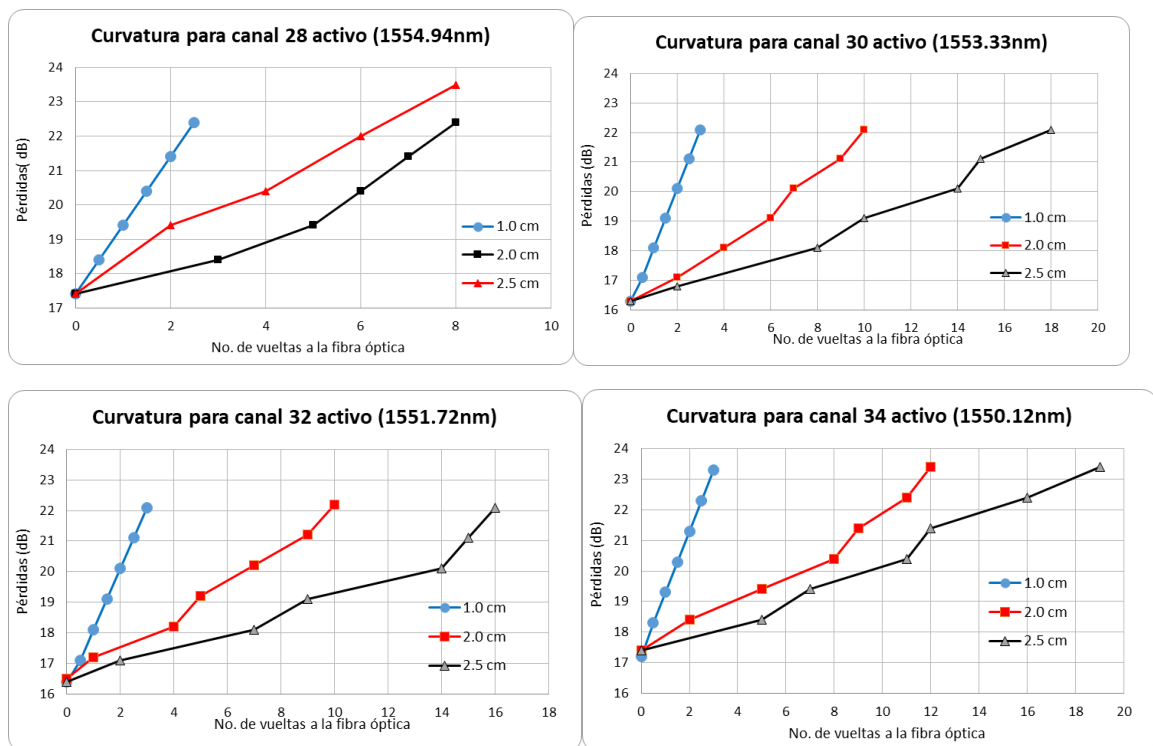 Curvatura para canal 28 activo (1554.94nm)
Pérdidas( dB)
24
23
22
21
20
19
18
17
0 2 4 6 8 10
No. de vueltas a la fibra óptica
1.0 cm
2.0 cm
2.5 cm
Curvatura para canal 30 activo (1553.33nm)
Pérdidas (dB)
24
23
22
21
20
19
18
17
16
0 2 4 6 8 10 12 14 16 18 20
No. de vueltas a la fibra óptica
1.0 cm
2.0 cm
2.5 cm
Curvatura para canal 32 activo (1551.72nm)
Pérdidas (dB)
24
23
22
21
20
19
18
17
16
0 2 4 6 8 10 12 14 16 18
No. de vueltas a la fibra óptica
1.0 cm
2.0 cm
2.5 cm
Curvatura para canal 34 activo (1550.12nm)
Pérdidas (dB)
24
23
22
21
20
19
18
17
16
0 2 4 6 8 10 12 14 16 18 20
No. de vueltas a la fibra óptica
1.0 cm
2.0 cm
2.5 cm